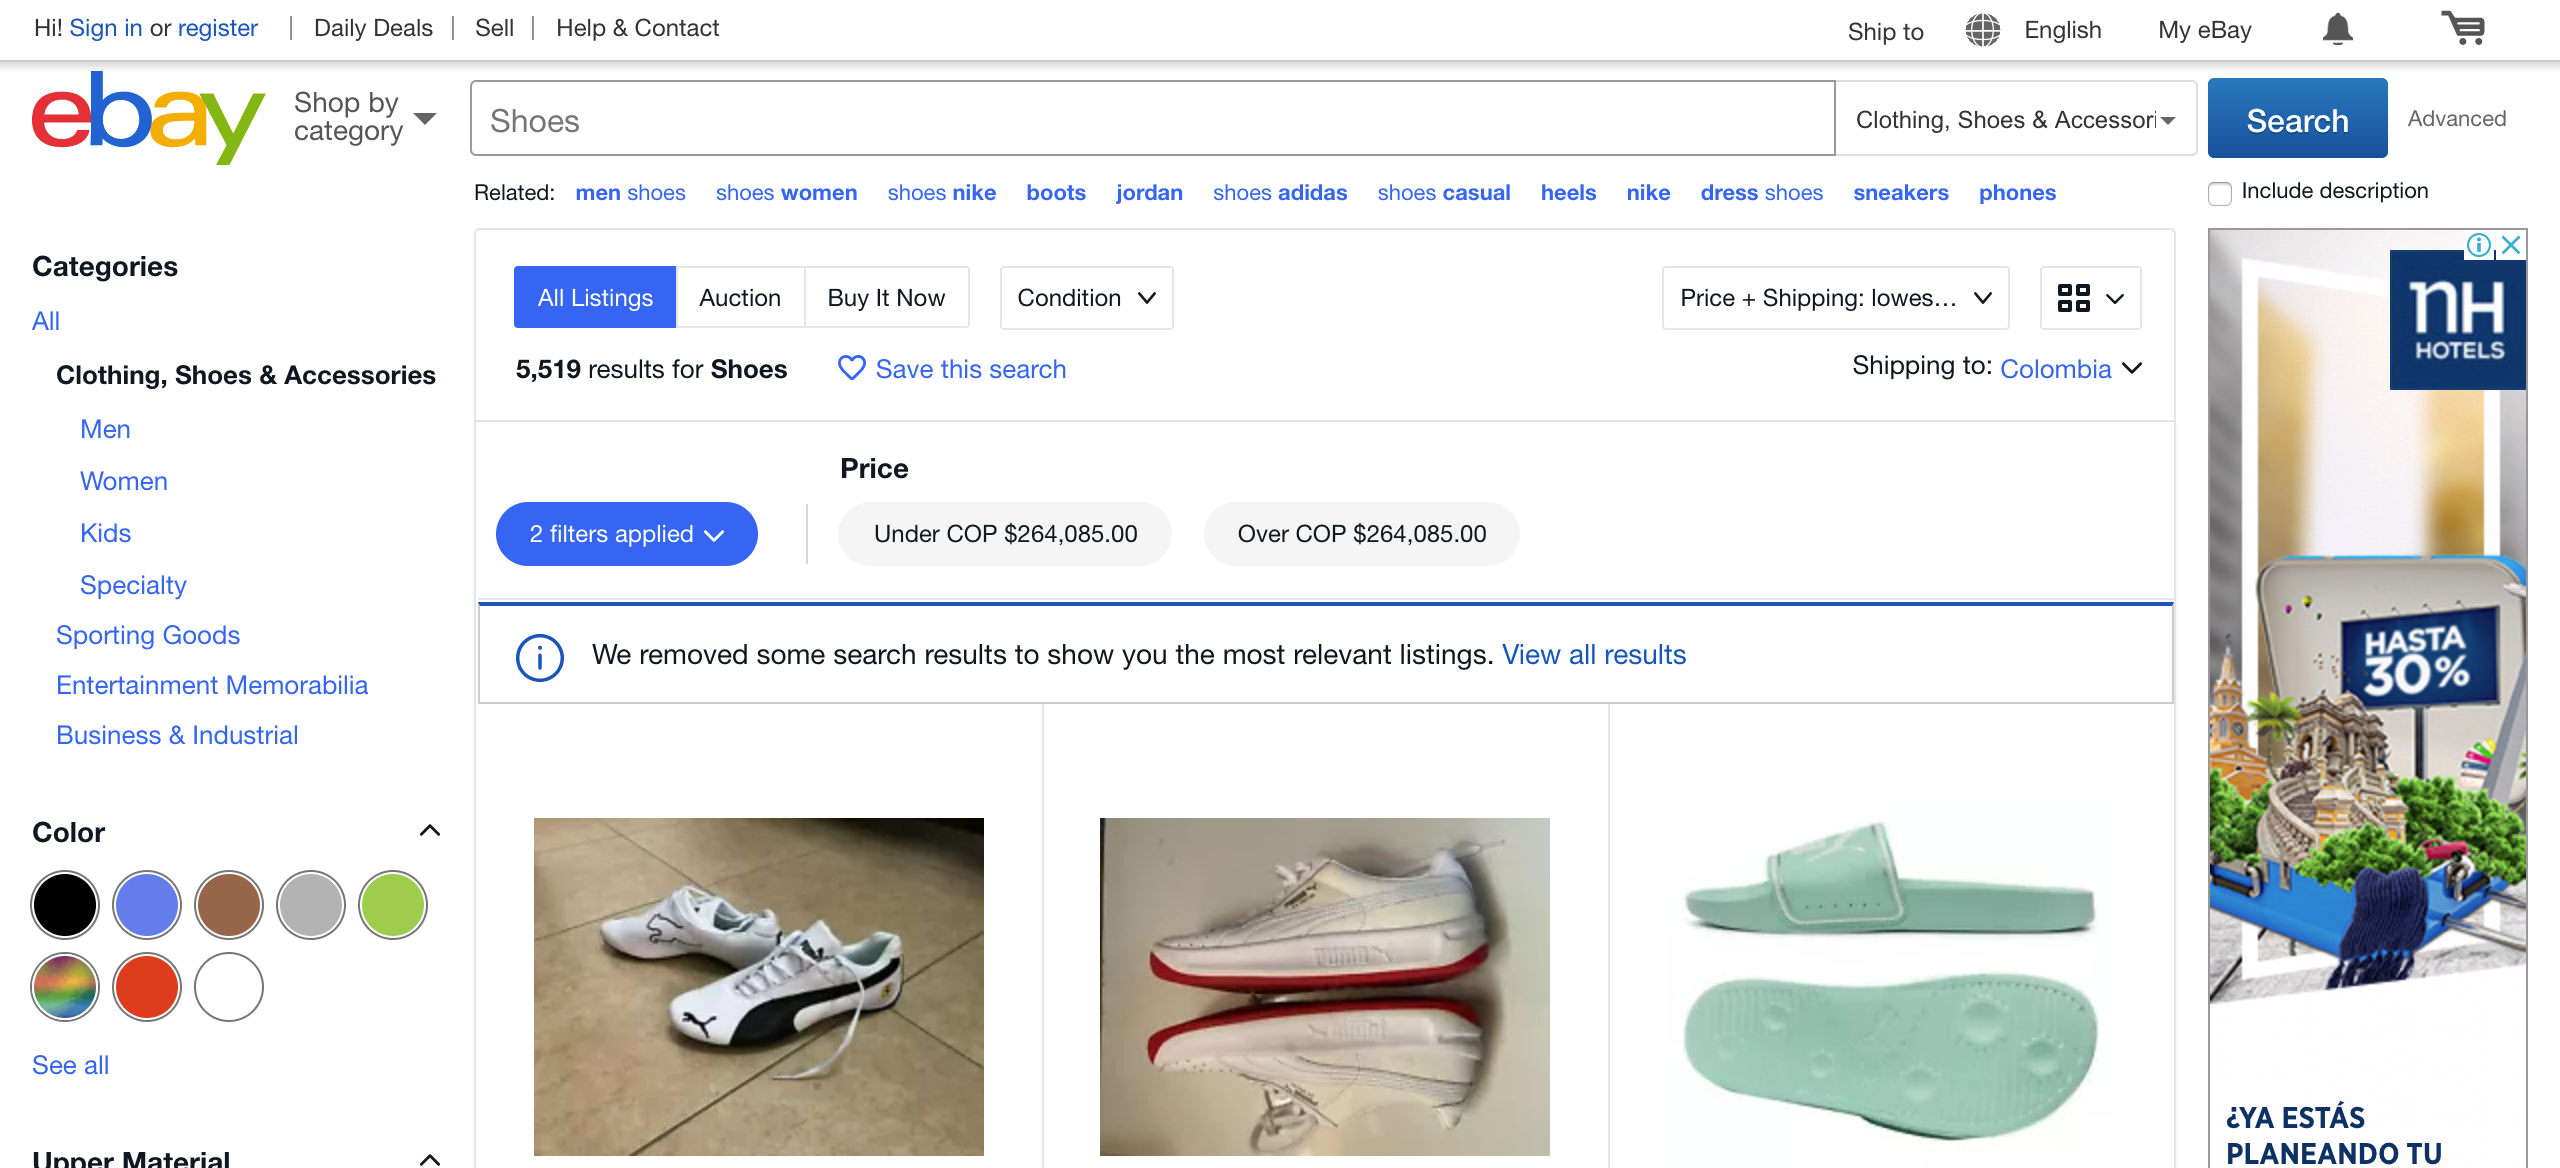 Hi! Sign in or register | Daily Deals | Sell | Help & Contact
Ship to English My eBay
ebay
Shop by
category
Shoes
Clothing, Shoes & Accessori
Search
Advanced
Related: men shoes shoes women shoes nike boots jordan shoes adidas shoes casual heels nike dress shoes sneakers phones
Include description
Categories
All
Clothing, Shoes & Accessories
Men
Women
Kids
Specialty
Sporting Goods
Entertainment Memorabilia
Business & Industrial
Color
See all
Upper Material
All Listings Auction Buy It Now Condition
Price + Shipping: lowes...
5,519 results for Shoes Save this search
Shipping to: Colombia
Price
2 filters applied
Under COP $264,085.00
Over COP $264,085.00
We removed some search results to show you the most relevant listings. View all results
nH
HOTELS
HASTA
30%
¿YA ESTÁS
PLANEANDO TU